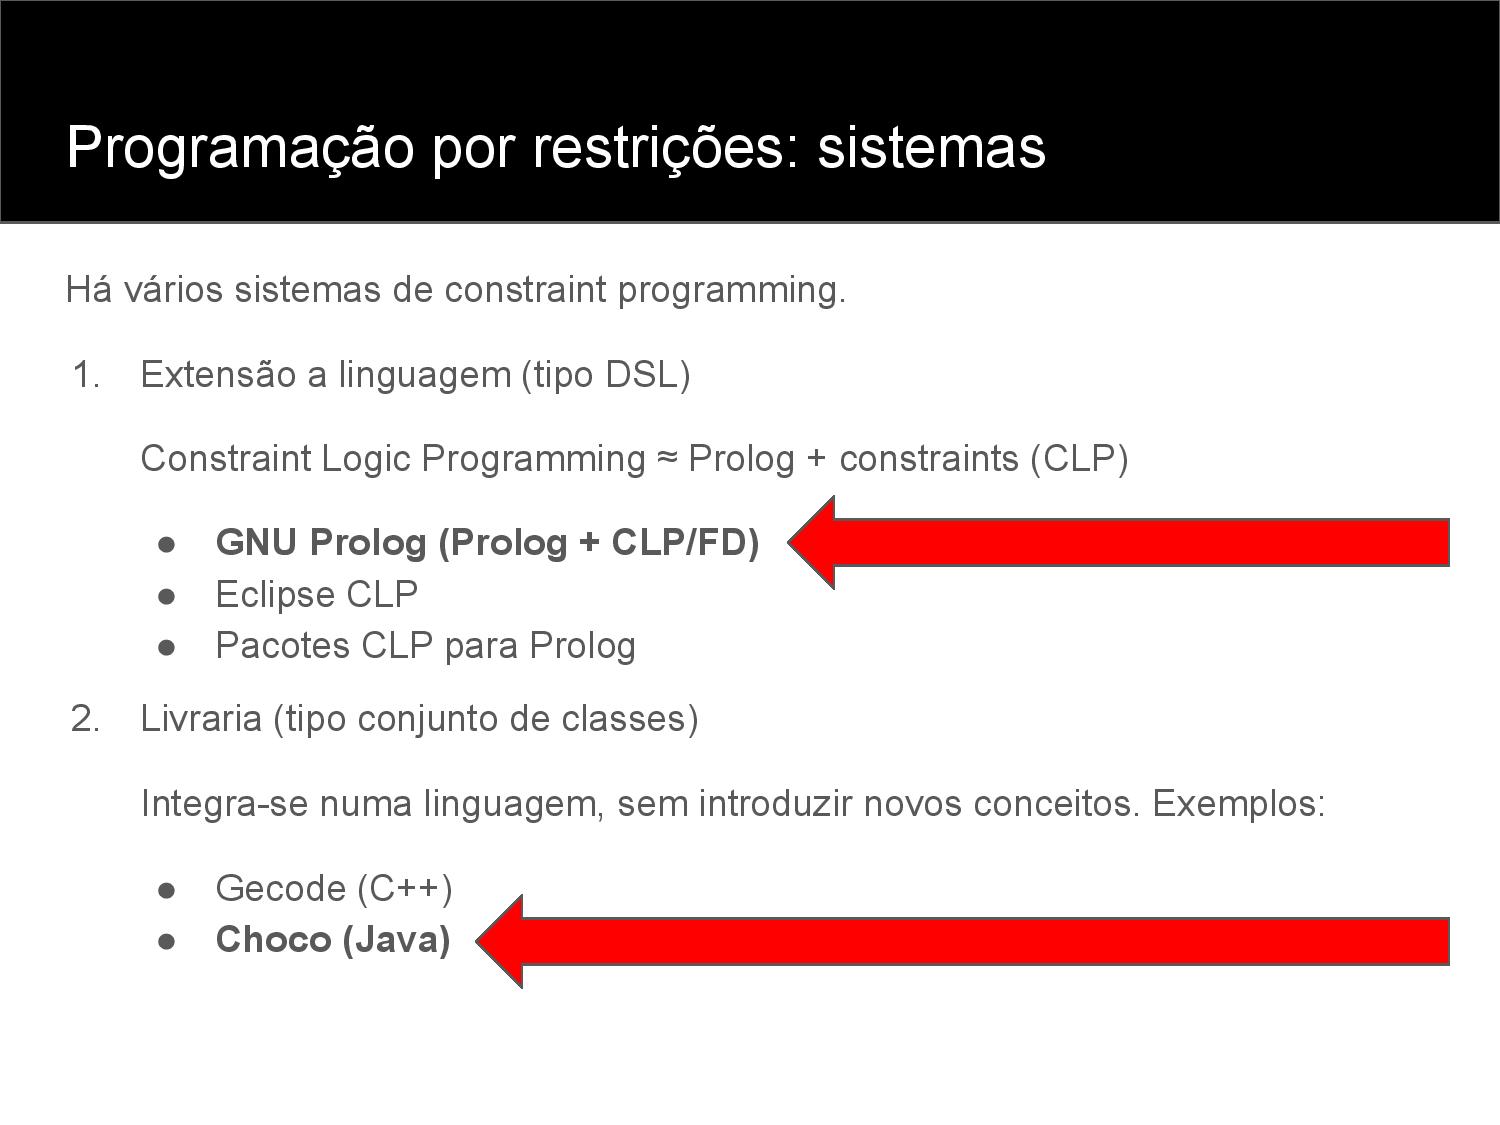 Programação por restrições: sistemas
Há vários sistemas de constraint programming.
1. Extensão a linguagem (tipo DSL)
Constraint Logic Programming ≈ Prolog + constraints (CLP)
● GNU Prolog (Prolog + CLP/FD)
● Eclipse CLP
● Pacotes CLP para Prolog
2. Livraria (tipo conjunto de classes)
Integra-se numa linguagem, sem introduzir novos conceitos. Exemplos:
● Gecode (C++)
● Choco (Java)